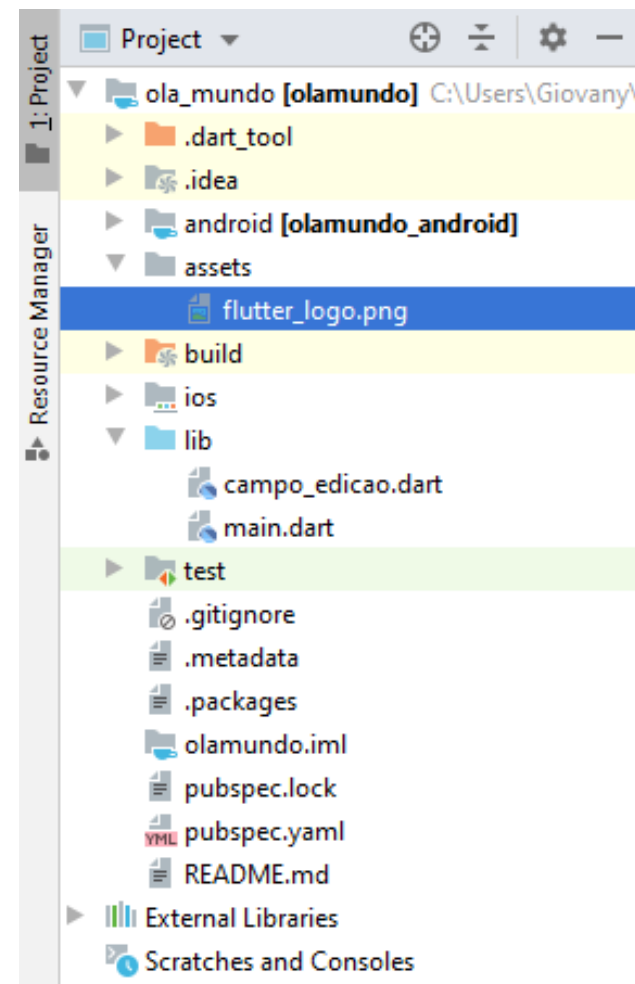 1: Project
Resource Manager
Project
ola_mundo [olamundo] C:\Users\Giovany\
.dart_tool
.idea
android [olamundo_android]
assets
flutter_logo.png
build
ios
lib
campo_edicao.dart
main.dart
test
.gitignore
.metadata
.packages
olamundo.iml
pubspec.lock
YML pubspec.yaml
README.md
External Libraries
Scratches and Consoles